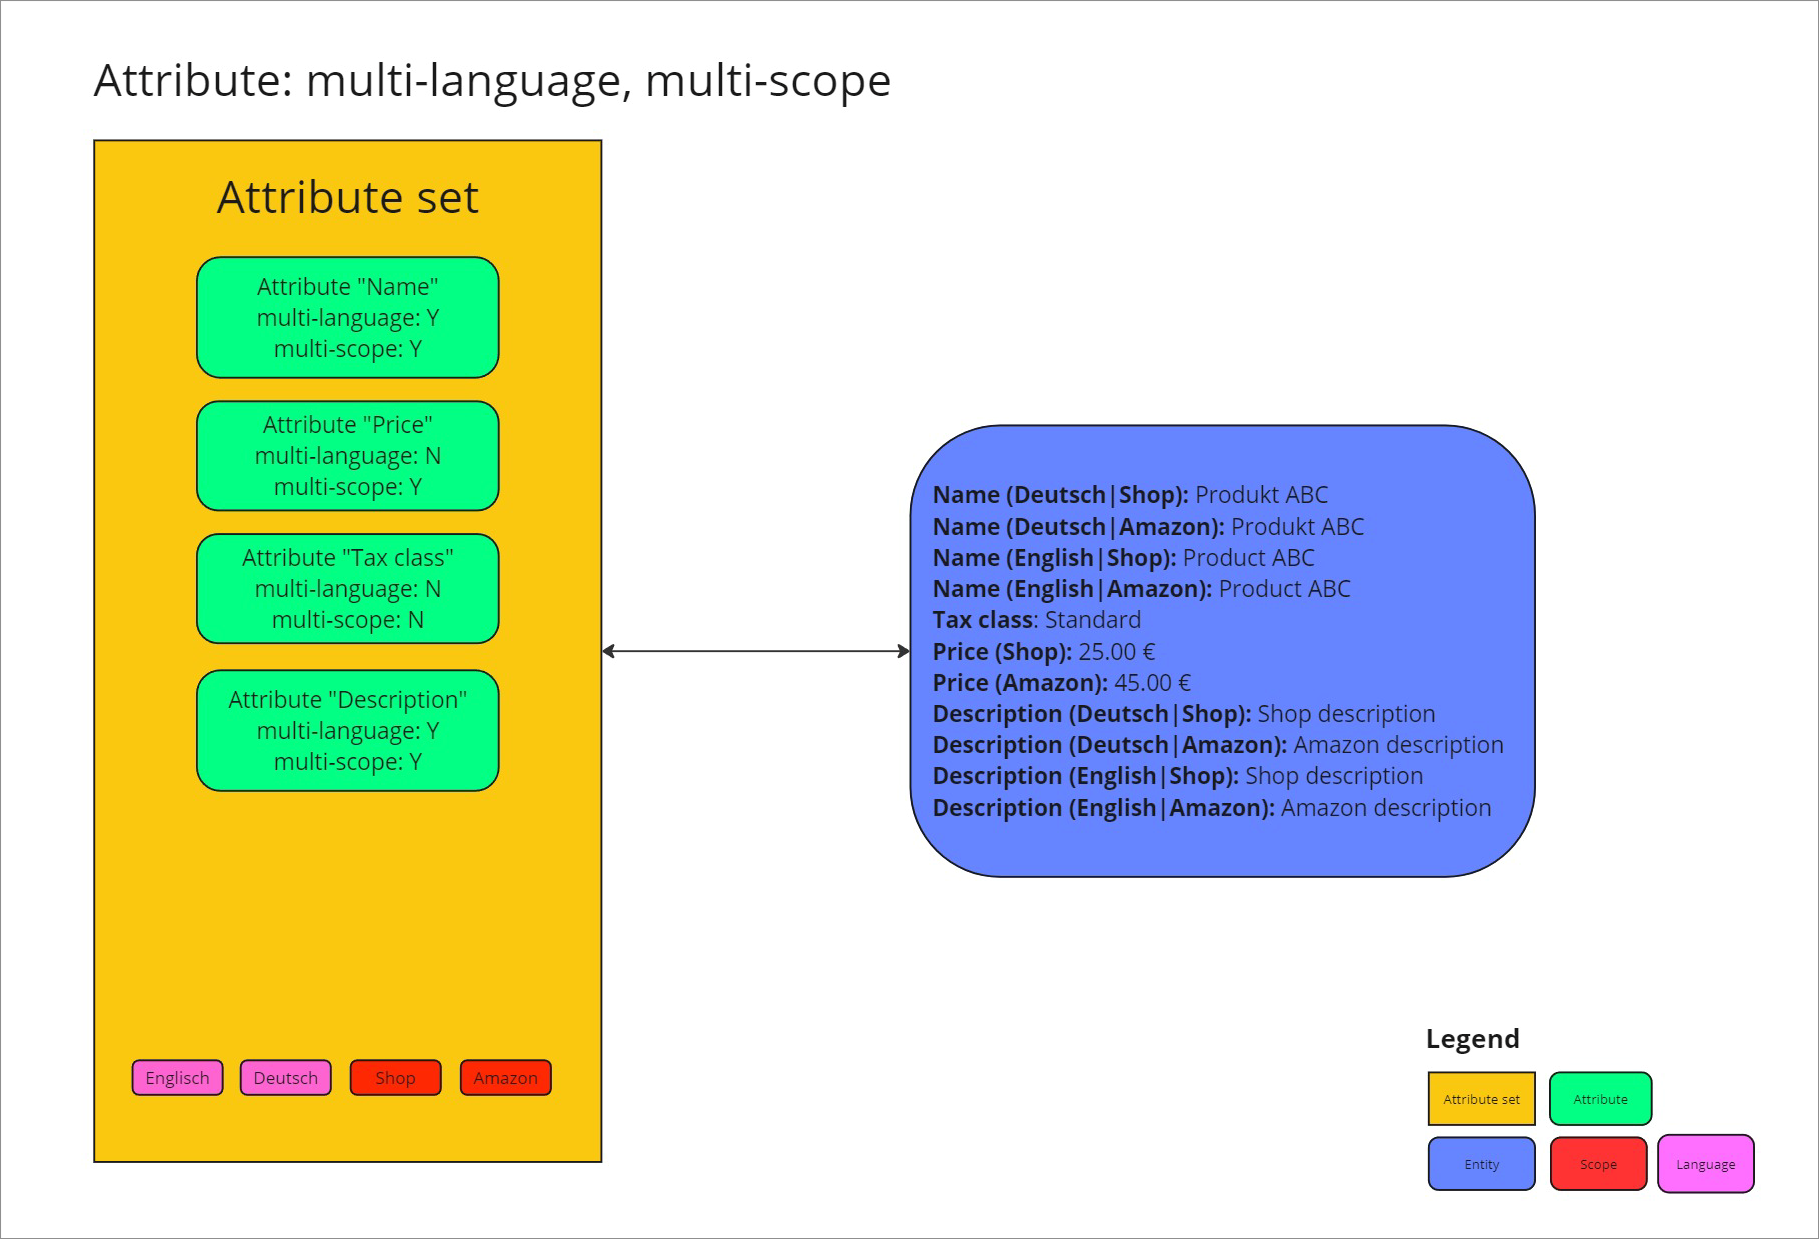 Attribute: multi-language, multi-scope
Attribute set
Attribute "Name"
multi-language: Y
multi-scope: Y
Attribute "Price"
multi-language: N
multi-scope: Y
Attribute "Tax class"
multi-language: N
multi-scope: N
Attribute "Description"
multi-language: Y
multi-scope: Y
Englisch
Deutsch
Shop
Amazon
Name (Deutsch|Shop): Produkt ABC
Name (Deutsch|Amazon): Produkt ABC
Name (English|Shop): Product ABC
Name (English|Amazon): Product ABC
Tax class: Standard
Price (Shop): 25.00 €
Price (Amazon): 45.00 €
Description (Deutsch|Shop): Shop description
Description (Deutsch|Amazon): Amazon description
Description (English|Shop): Shop description
Description (English|Amazon): Amazon description
Legend
Attribute set
Attribute
Entity
Scope
Language